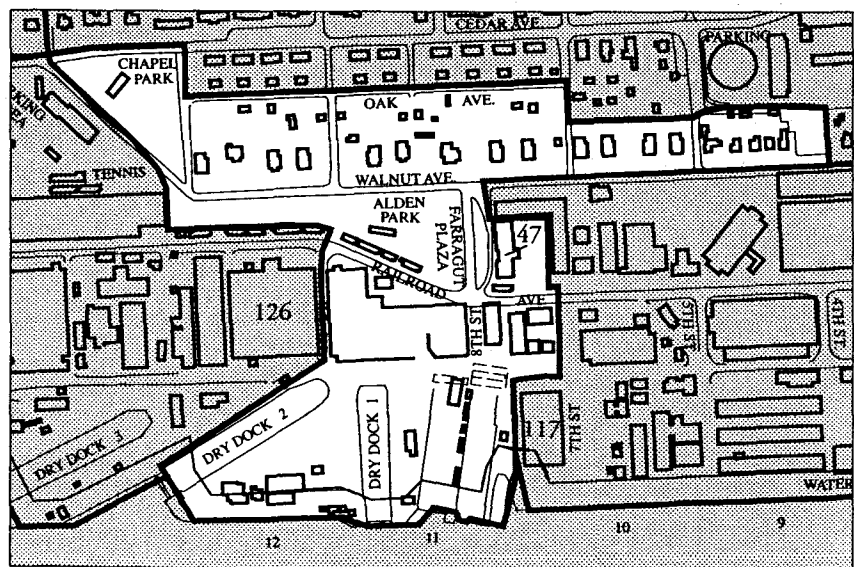 CEDAR AVE
PARKING
CHAPEL
PARK
OAK AVE.
TENNIS
WALNUT AVE.
ALDEN
PARK
FARRAGUT
PLAZA
47
RAILROAD AVE
126
8TH ST
5TH ST
4TH ST.
DRY DOCK 3
DRY DOCK 2
DRY DOCK 1
117
7TH ST
WATER
12
11
10
9